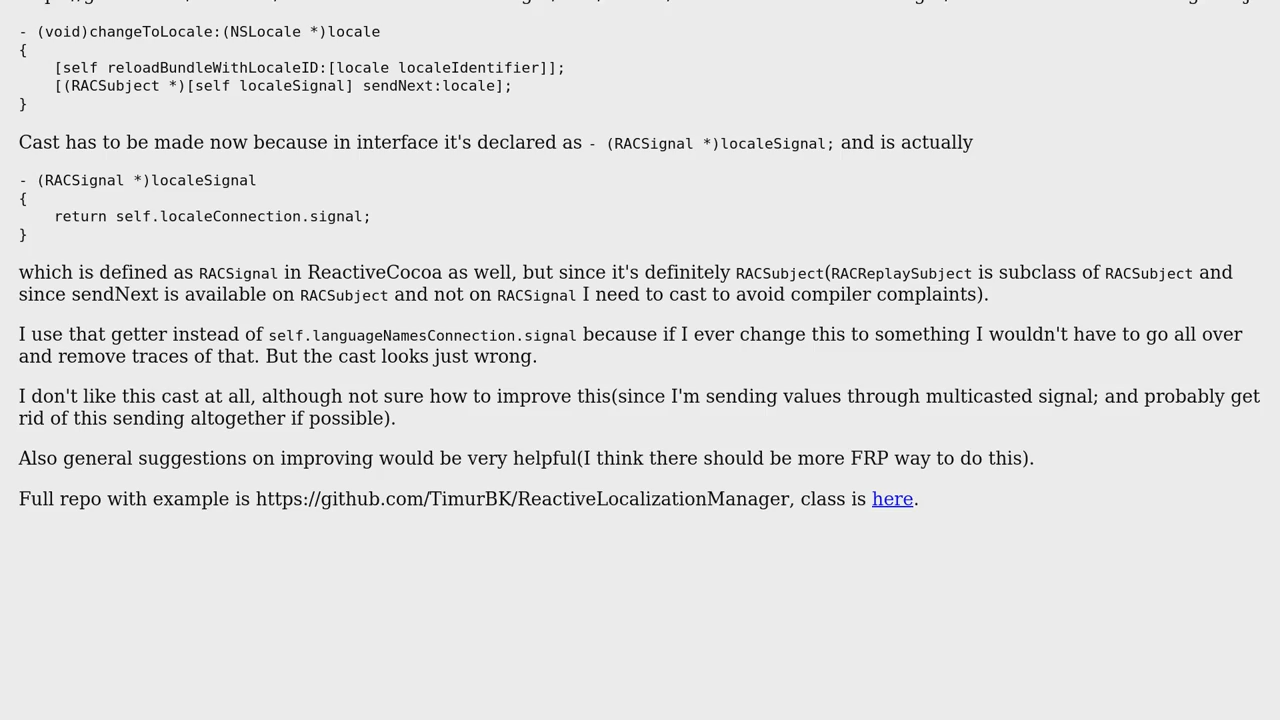 - (void)changeToLocale:(NSLocale *)locale
{
    [self reloadBundleWithLocaleID:[locale localeIdentifier]];
    [(RACSubject *)[self localeSignal] sendNext:locale];
}
Cast has to be made now because in interface it's declared as - (RACSignal *)localeSignal; and is actually
- (RACSignal *)localeSignal
{
    return self.localeConnection.signal;
}
which is defined as RACSignal in ReactiveCocoa as well, but since it's definitely RACSubject(RACReplaySubject is subclass of RACSubject and
since sendNext is available on RACSubject and not on RACSignal I need to cast to avoid compiler complaints).
I use that getter instead of self.languageNamesConnection.signal because if I ever change this to something I wouldn't have to go all over
and remove traces of that. But the cast looks just wrong.
I don't like this cast at all, although not sure how to improve this(since I'm sending values through multicasted signal; and probably get
rid of this sending altogether if possible).
Also general suggestions on improving would be very helpful(I think there should be more FRP way to do this).
Full repo with example is https://github.com/TimurBK/ReactiveLocalizationManager, class is here.